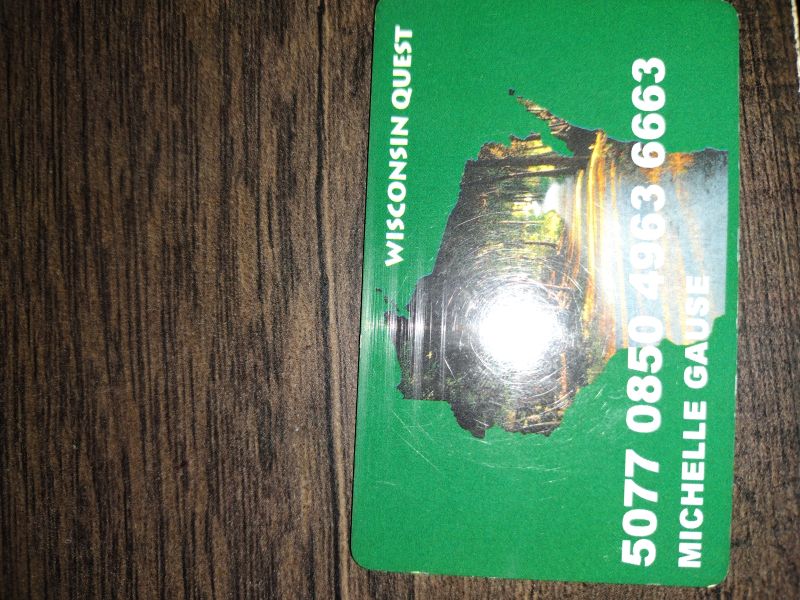 WISCONSIN QUEST
5077 0850 4963 6663
MICHELLE GAUSE